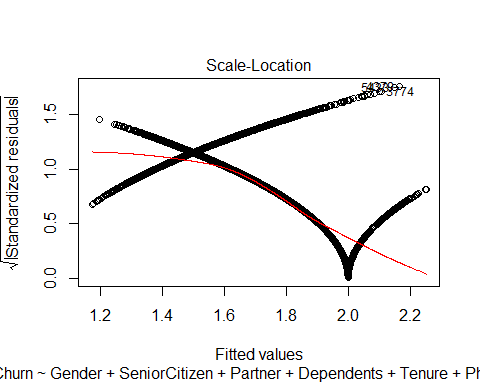 Scale-Location
√|Standardized residuals|
1.5
1.0
0.5
0.0
3774
1.2 1.4 1.6 1.8 2.0 2.2
Fitted values
Churn ~ Gender + SeniorCitizen + Partner + Dependents + Tenure + Ph